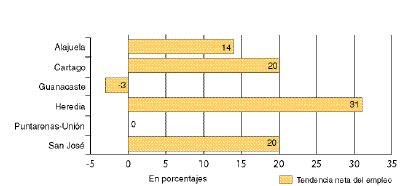 Alajuela 14
Cartago 20
Guanacaste -3
Heredia 31
Puntarenas-Unión 0
San José 20
-5 0 5 10 15 20 25 30 35
En porcentajes
Tendencia neta del empleo